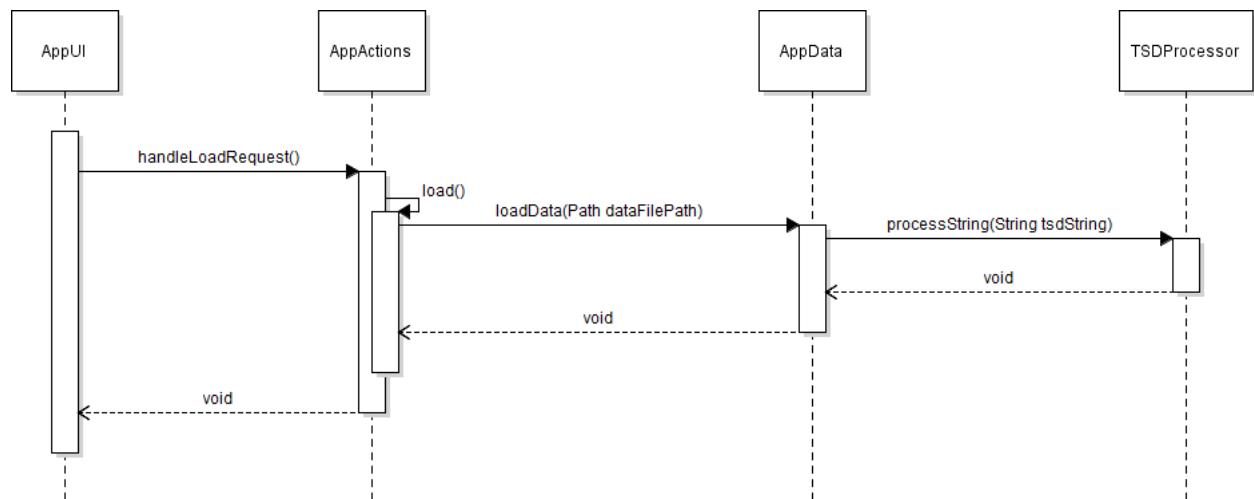 AppUI
AppActions
AppData
TSDProcessor
handleLoadRequest()
load()
loadData(Path dataFilePath)
processString(String tsdString)
void
void
void